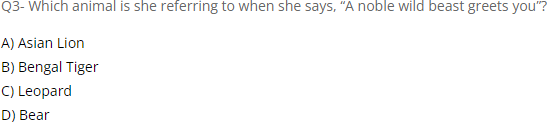 Q3- Which animal is she referring to when she says, “A noble wild beast greets you”?
A) Asian Lion
B) Bengal Tiger
C) Leopard
D) Bear